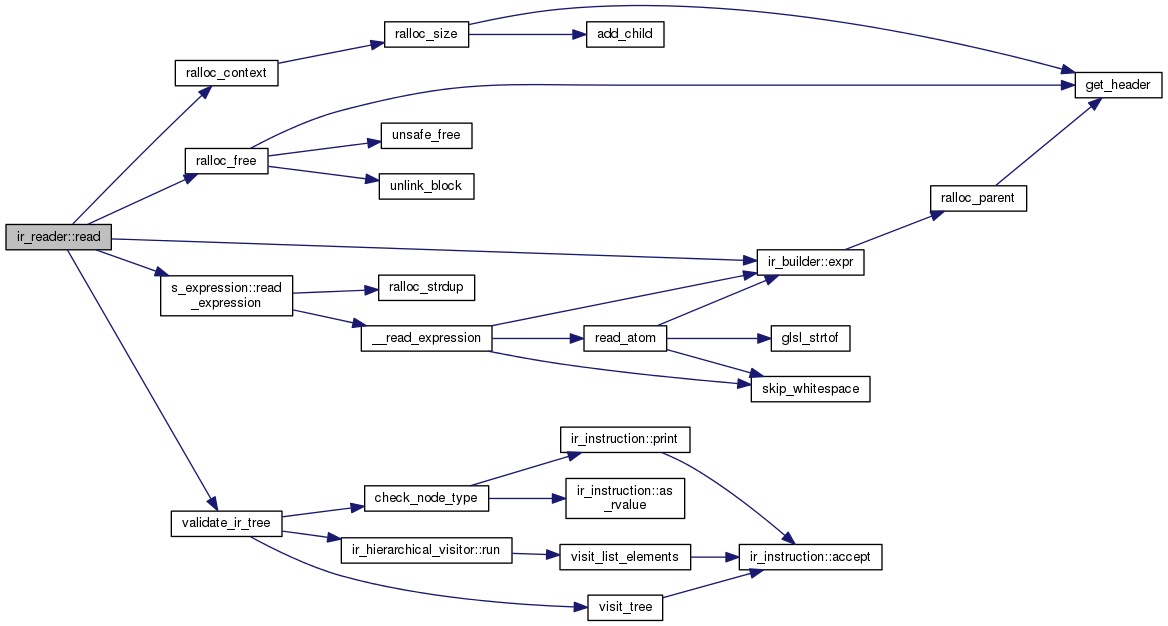 ralloc_size
add_child
ralloc_context
get_header
unsafe_free
ralloc_free
unlink_block
ralloc_parent
ir_reader::read
ir_builder::expr
s_expression::read
_expression
ralloc_strdup
__read_expression
read_atom
glsl_strtof
skip_whitespace
ir_instruction::print
check_node_type
ir_instruction::as
_rvalue
validate_ir_tree
ir_hierarchical_visitor::run
visit_list_elements
ir_instruction::accept
visit_tree